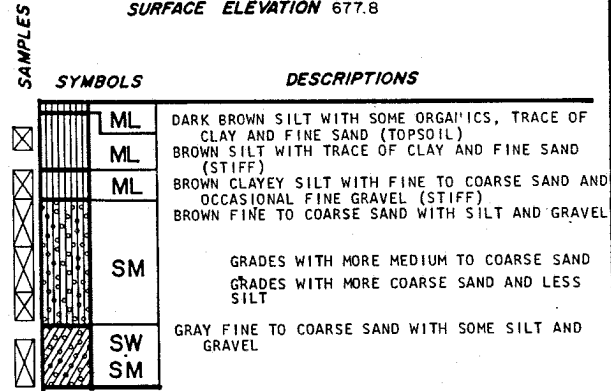 SURFACE ELEVATION 677.8
SAMPLES
SYMBOLS
DESCRIPTIONS
ML
DARK BROWN SILT WITH SOME ORGANICS, TRACE OF
CLAY AND FINE SAND (TOPSOIL)
ML
BROWN SILT WITH TRACE OF CLAY AND FINE SAND
(STIFF)
ML
BROWN CLAYEY SILT WITH FINE TO COARSE SAND AND
OCCASIONAL FINE GRAVEL (STIFF)
BROWN FINE TO COARSE SAND WITH SILT AND GRAVEL
SM
GRADES WITH MORE MEDIUM TO COARSE SAND
GRADES WITH MORE COARSE SAND AND LESS
SILT
GRAY FINE TO COARSE SAND WITH SOME SILT AND
GRAVEL
SW
SM